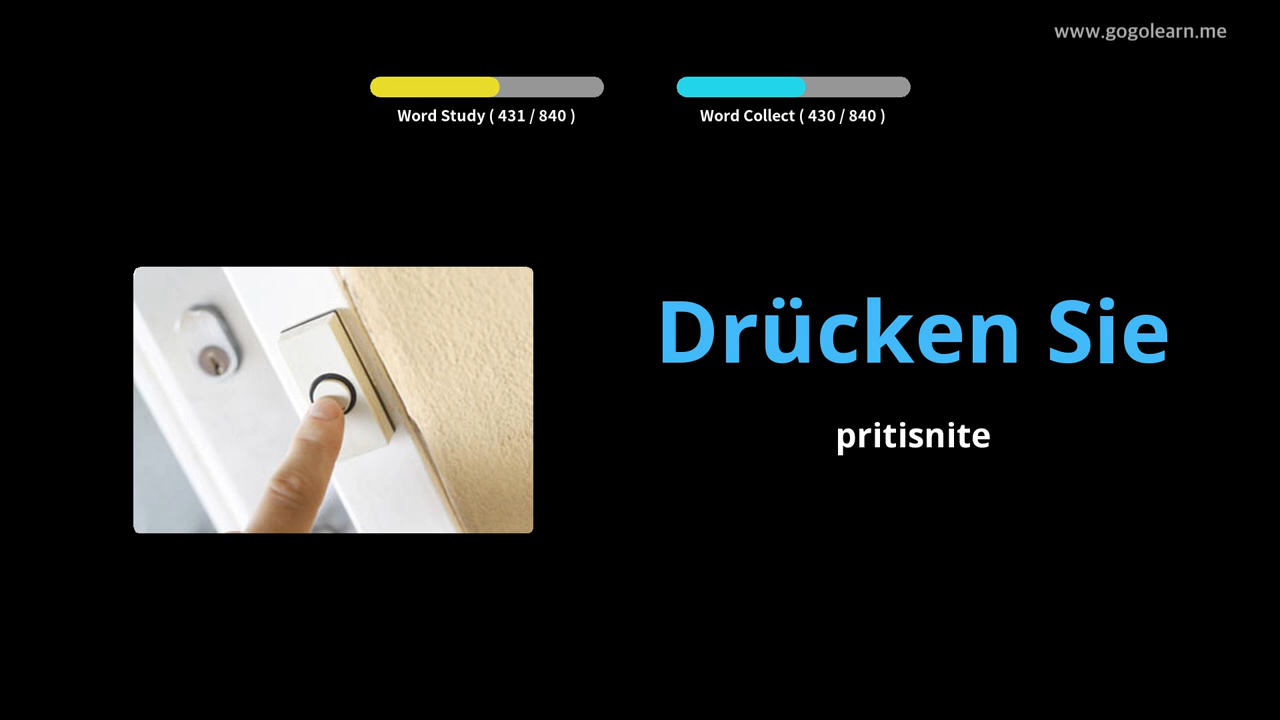 www.gogolearn.me
Word Study ( 431 / 840 )
Word Collect ( 430 / 840 )
Drücken Sie
pritisnite